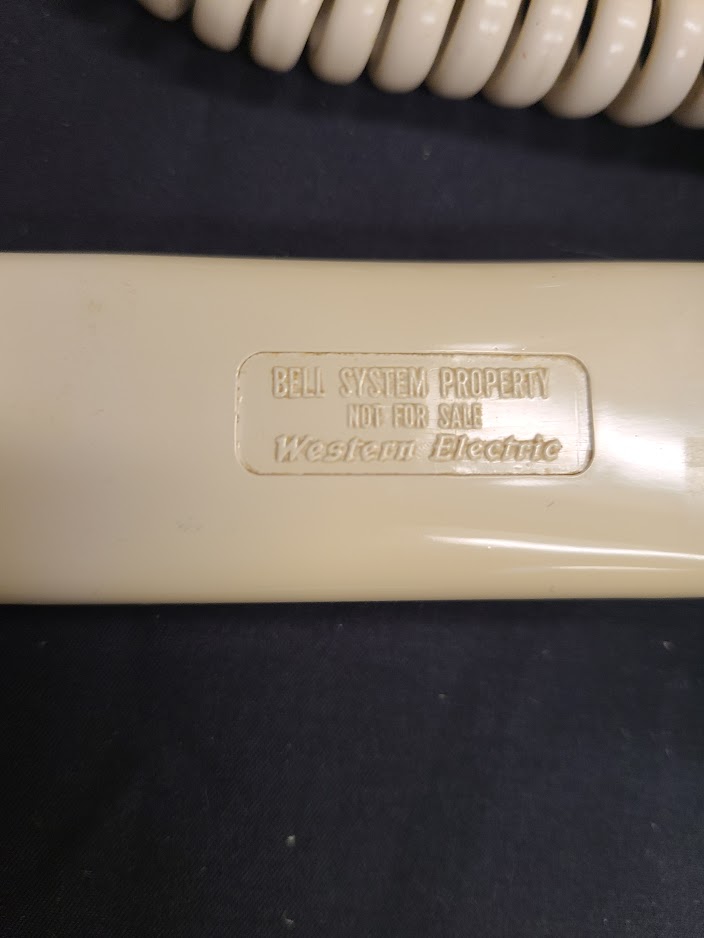 BELL SYSTEM PROPERTY
NOT FOR SALE
Western Electric